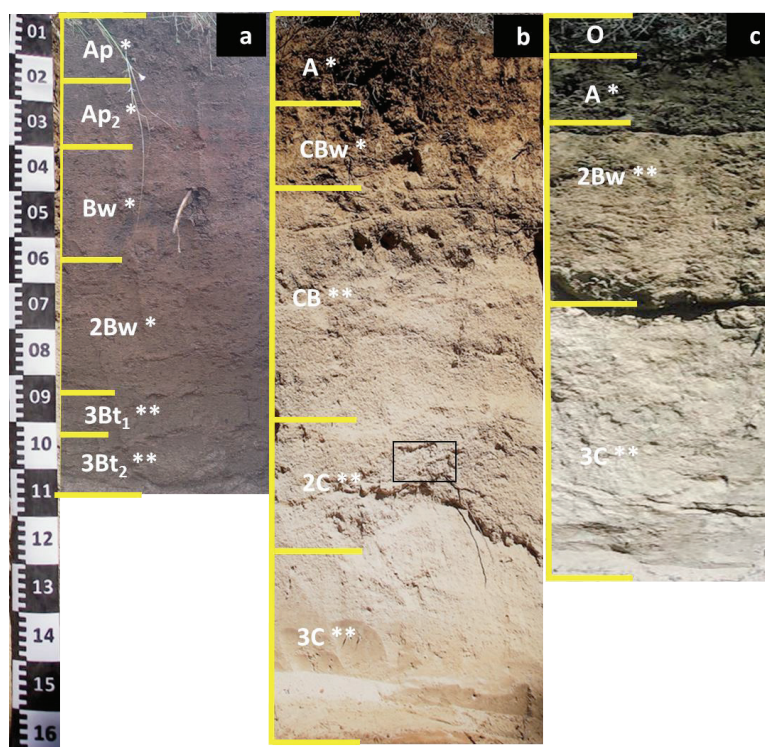 01
02
03
04
05
06
07
08
09
10
11
12
13
14
15
16
a
Ap *
Ap2 *
Bw *
2Bw *
3Bt1 **
3Bt2 **
b
A *
CBw *
CB **
2C **
3C **
c
O
A *
2Bw **
3C **